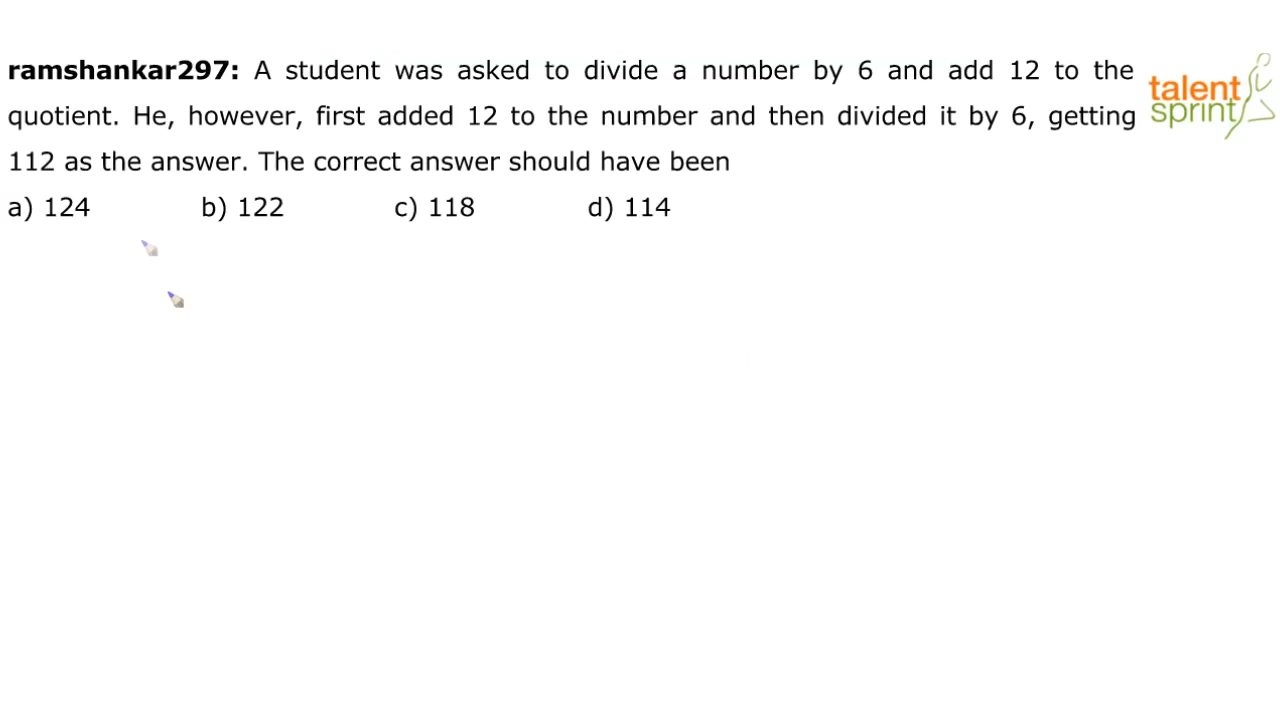 ramshankar297: A student was asked to divide a number by 6 and add 12 to the
quotient. He, however, first added 12 to the number and then divided it by 6, getting
112 as the answer. The correct answer should have been
a) 124 b) 122 c) 118 d) 114
talent
sprint